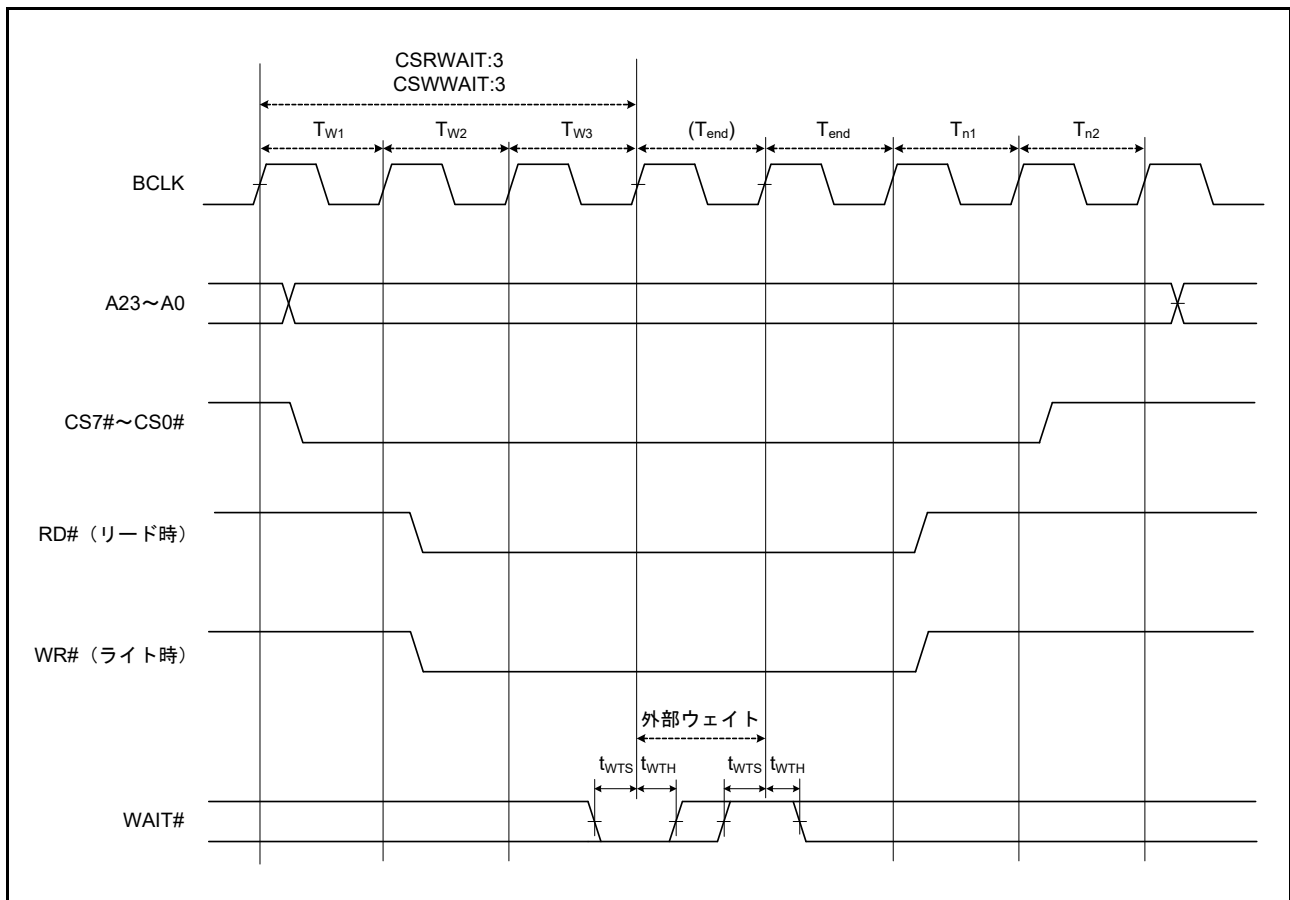 CSRWAIT:3
CSWWAIT:3
TW1 TW2 TW3 (Tend) Tend Tn1 Tn2
BCLK
A23～A0
CS7#～CS0#
RD#（リード時）
WR#（ライト時）
外部ウェイト
tWTS tWTH tWTS tWTH
WAIT#